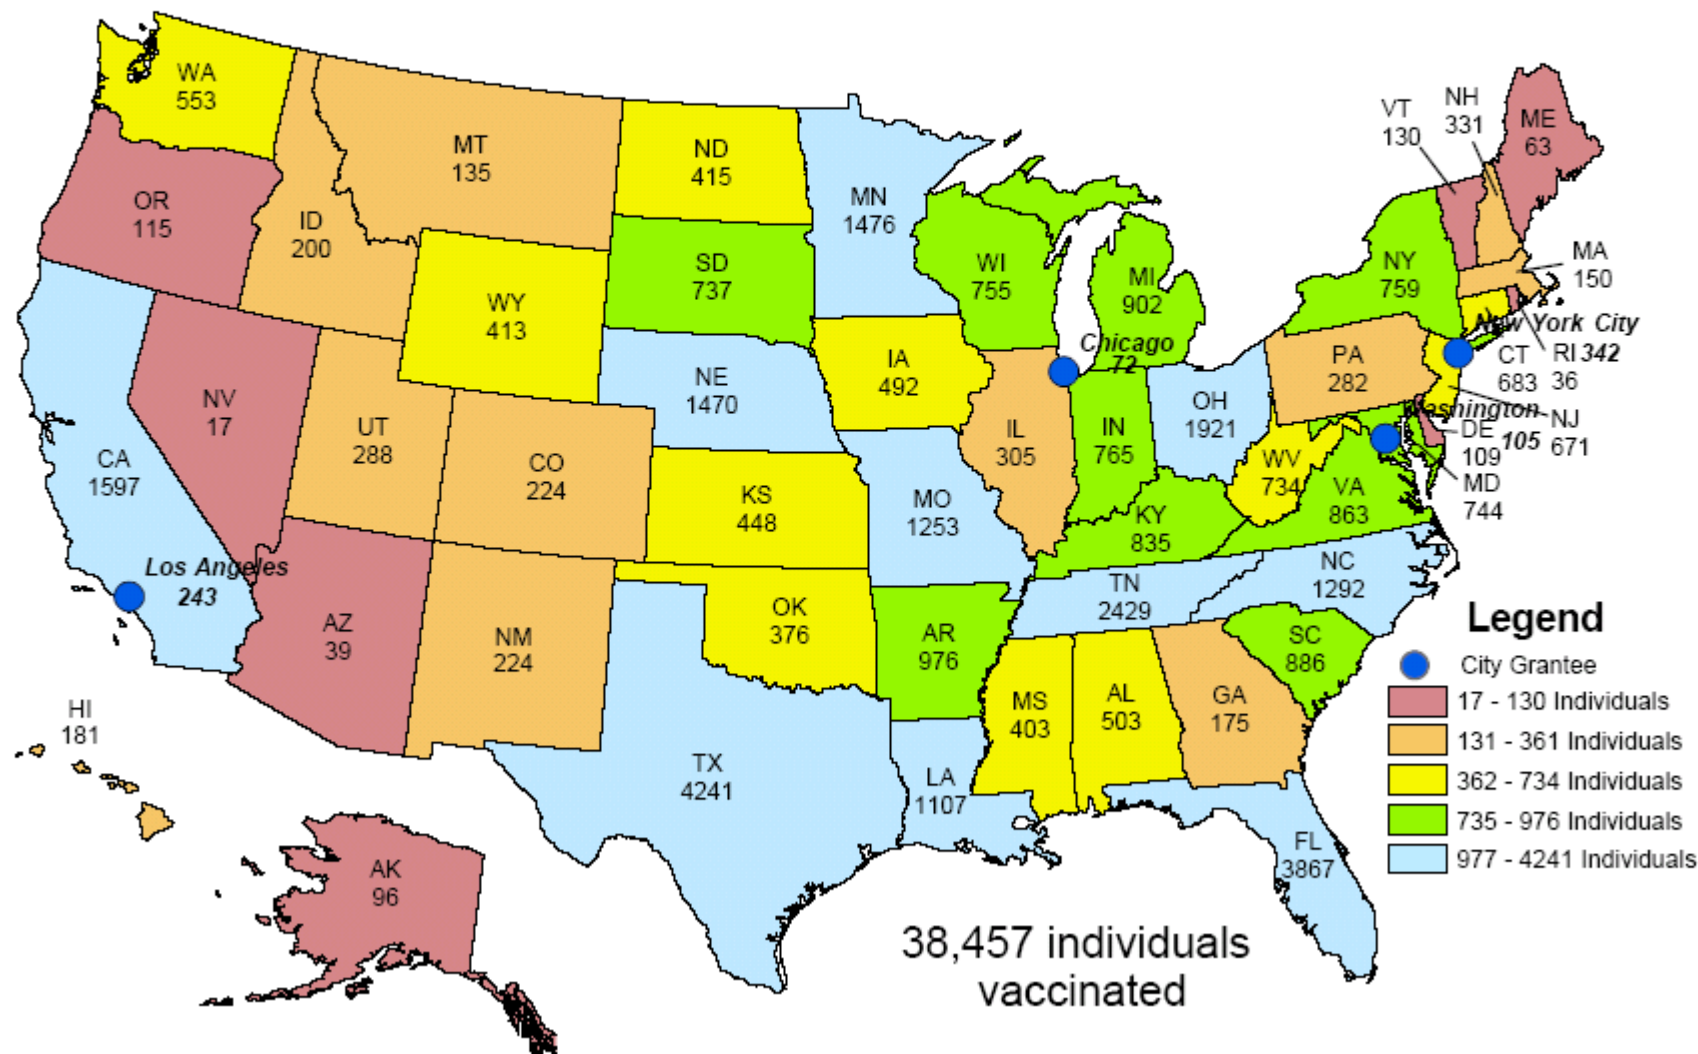 WA
553
OR
115
CA
1597
Los Angeles
243
NV
17
ID
200
MT
135
WY
413
UT
288
CO
224
AZ
39
NM
224
ND
415
SD
737
NE
1470
KS
448
OK
376
TX
4241
MN
1476
IA
492
MO
1253
AR
976
LA
1107
WI
755
MI
902
Chicago
72
IL
305
IN
765
OH
1921
KY
835
TN
2429
MS
403
AL
503
GA
175
FL
3867
SC
886
NC
1292
VA
863
WV
734
PA
282
NY
759
VT
130
NH
331
ME
63
MA
150
New York City
342
CT
683
RI
36
NJ
671
Washington
105
DE
109
MD
744
HI
181
AK
96
38,457 individuals
vaccinated
Legend
City Grantee
17 - 130 Individuals
131 - 361 Individuals
362 - 734 Individuals
735 - 976 Individuals
977 - 4241 Individuals